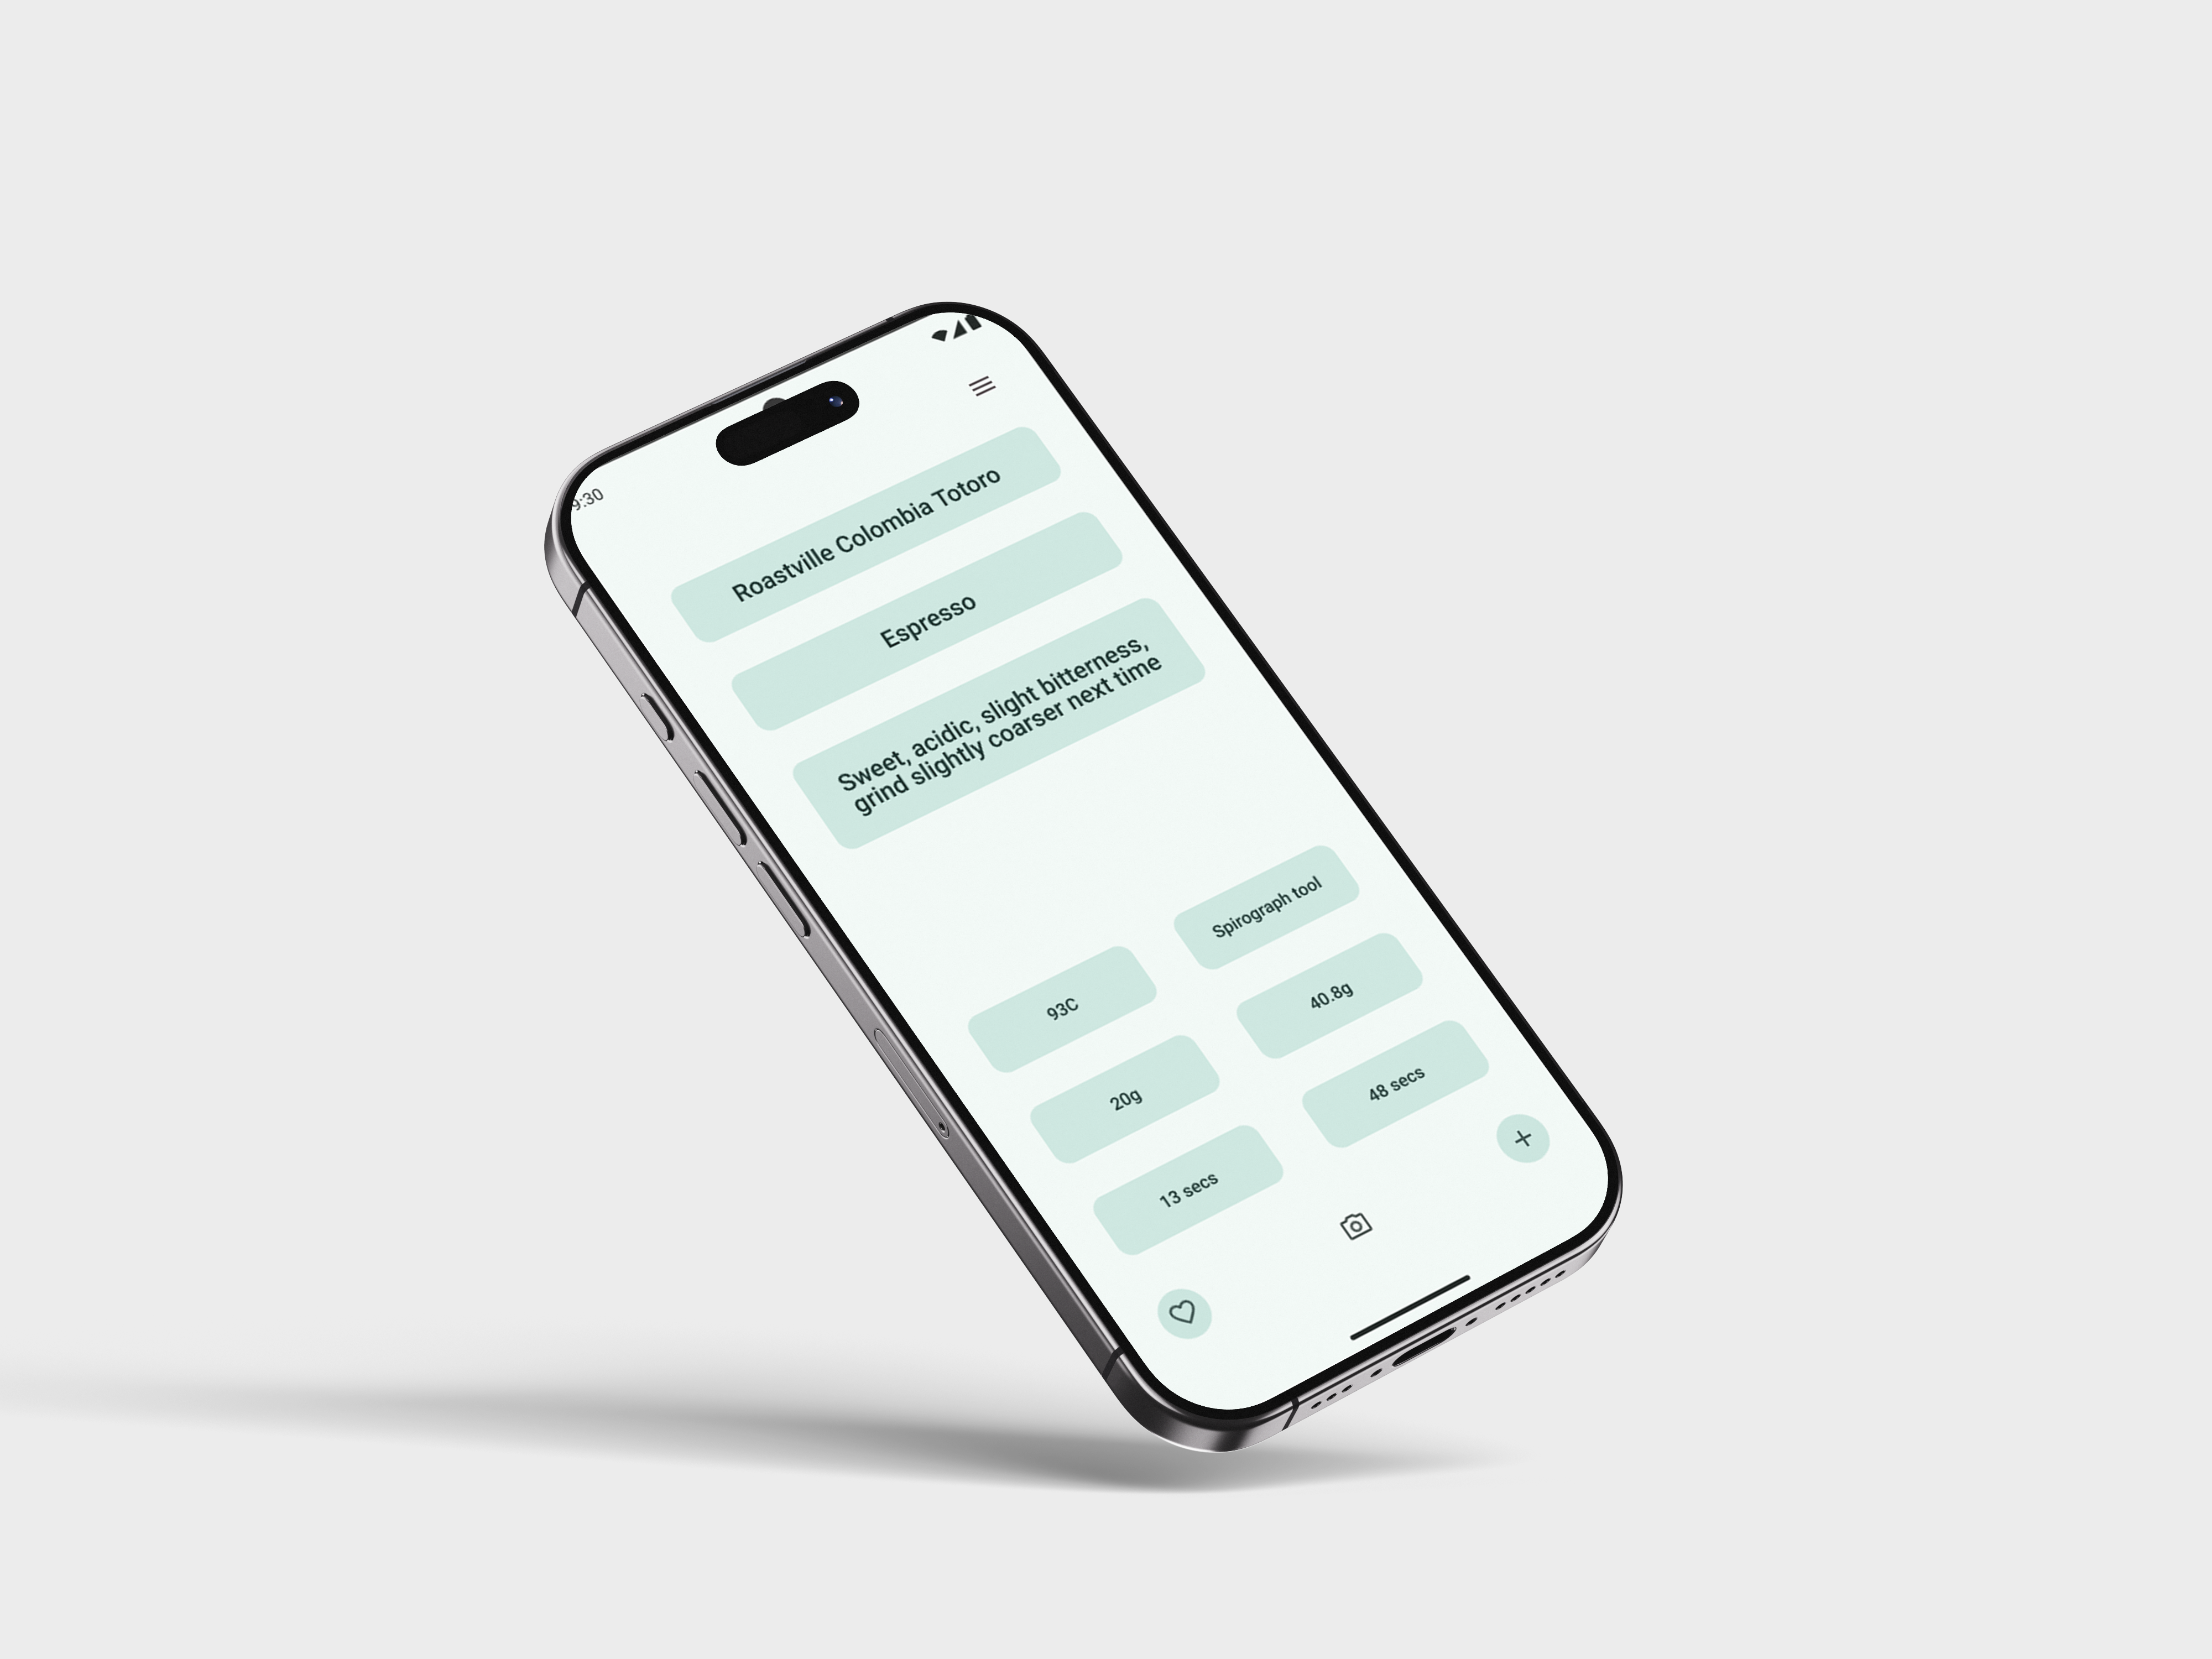 9:30
Roastville Colombia Totoro
Espresso
Sweet, acidic, slight bitterness,
grind slightly coarser next time
93C
Spirograph tool
20g
40.8g
13 secs
48 secs